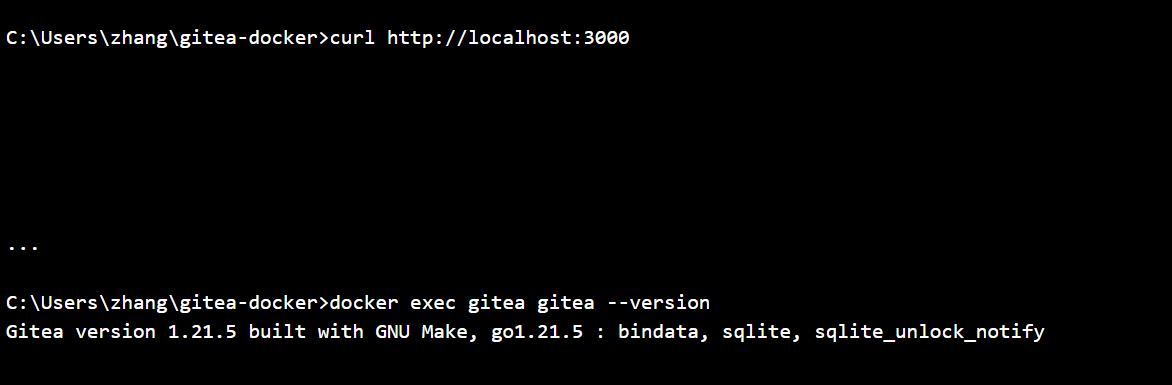 C:\Users\zhang\gitea-docker>curl http://localhost:3000
...
C:\Users\zhang\gitea-docker>docker exec gitea gitea --version
Gitea version 1.21.5 built with GNU Make, go1.21.5 : bindata, sqlite, sqlite_unlock_notify